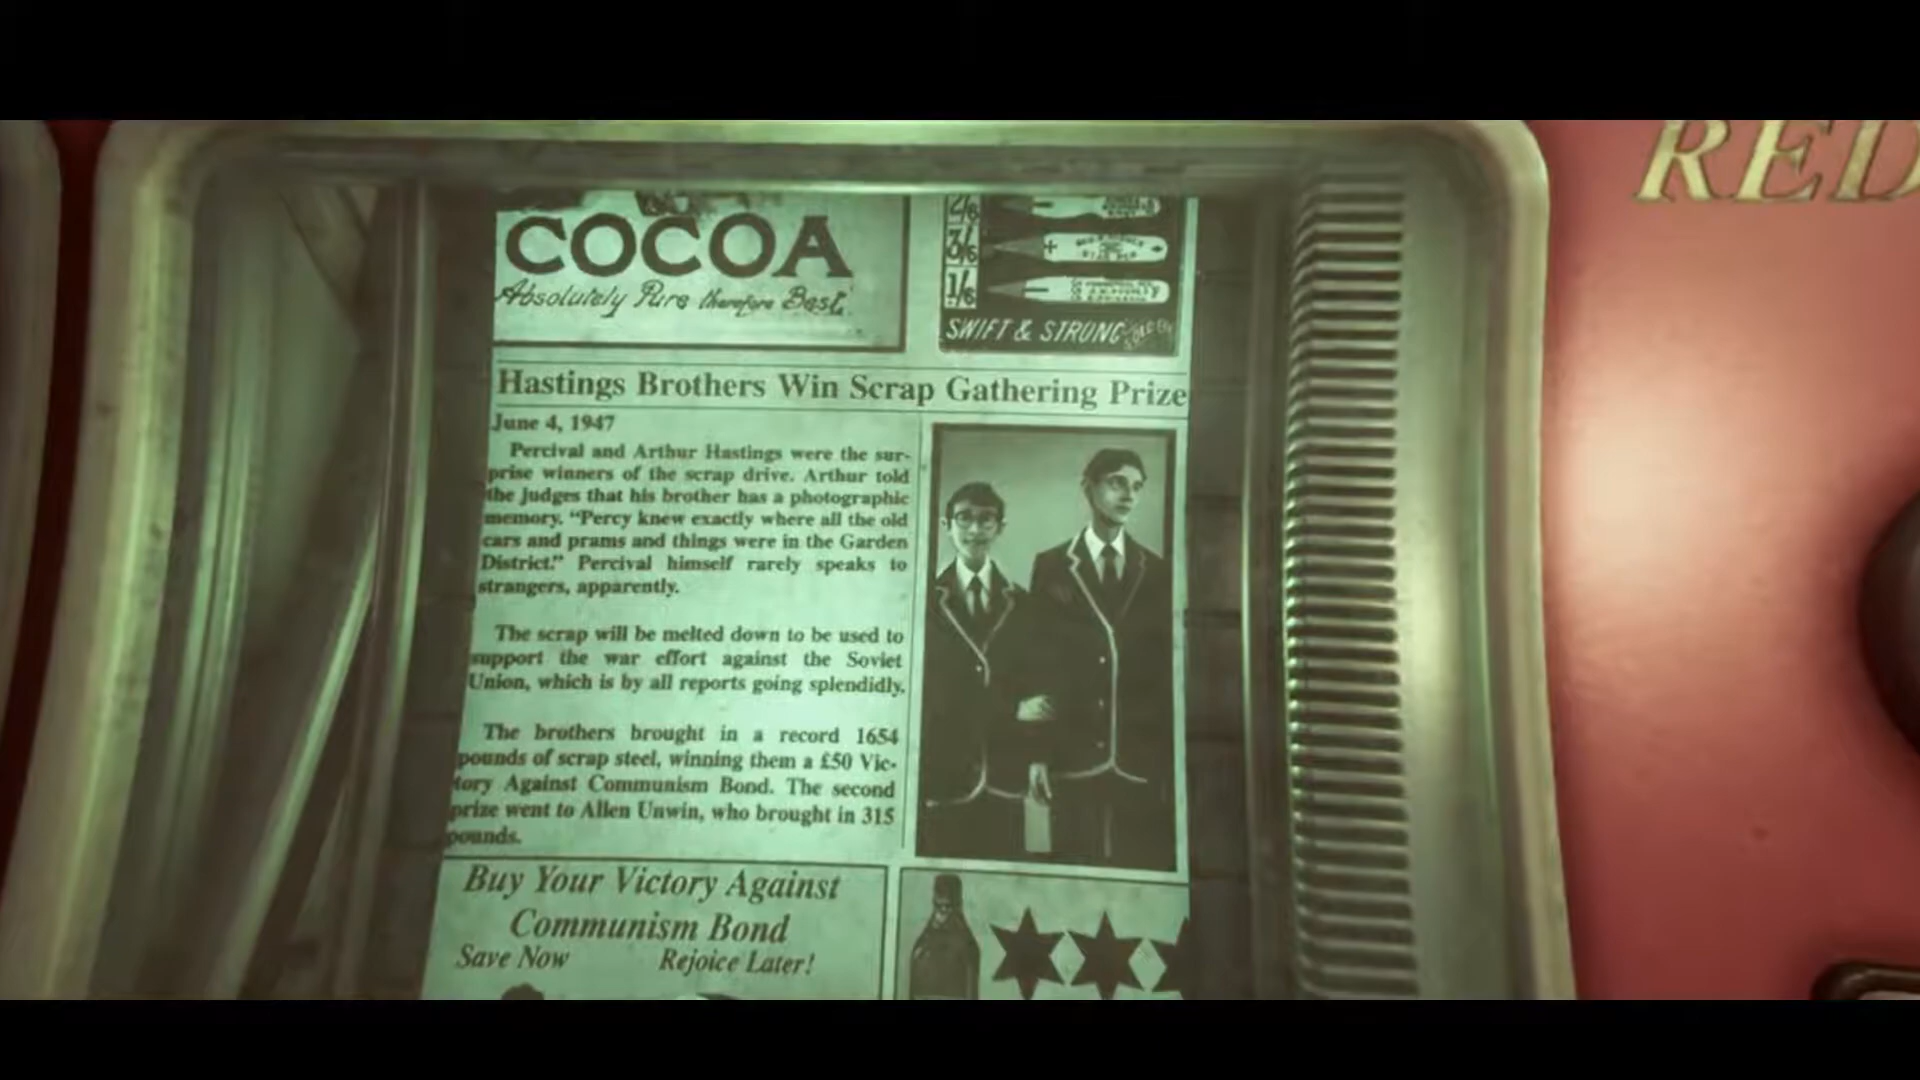 COCOA
Absolutely Pure therefore Best.
2/6
3/6
1/6
SWIFT & STRONG
RED
Hastings Brothers Win Scrap Gathering Prize
June 4, 1947
Percival and Arthur Hastings were the sur-
prise winners of the scrap drive. Arthur told
the judges that his brother has a photographic
memory. “Percy knew exactly where all the old
cars and prams and things were in the Garden
District.” Percival himself rarely speaks to
strangers, apparently.
The scrap will be melted down to be used to
support the war effort against the Soviet
Union, which is by all reports going splendidly.
The brothers brought in a record 1654
pounds of scrap steel, winning them a £50 Vic-
tory Against Communism Bond. The second
prize went to Allen Unwin, who brought in 315
pounds.
Buy Your Victory Against
Communism Bond
Save Now Rejoice Later!